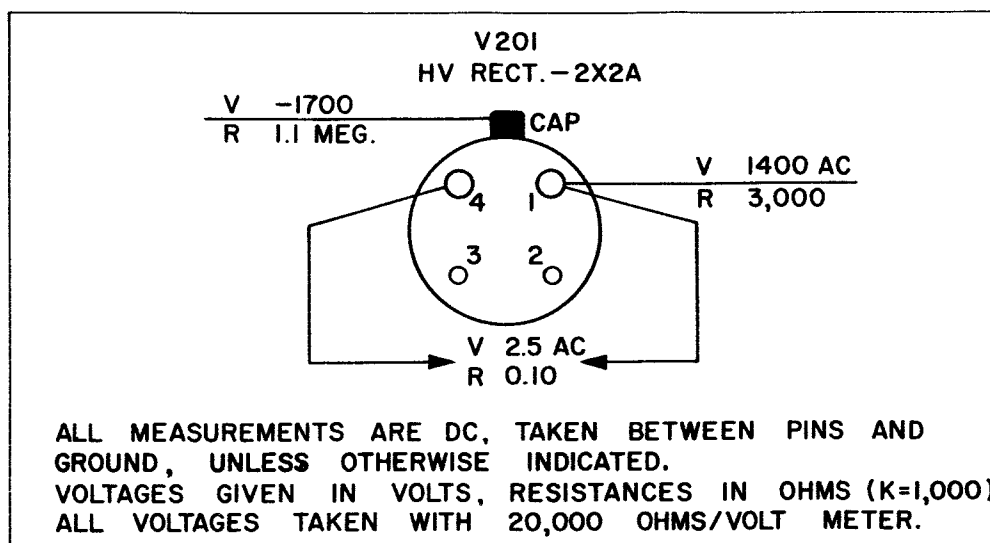 V201
HV RECT.-2X2A
V -1700
R 1.1 MEG.
CAP
V 1400 AC
R 3,000
4
1
3
2
V 2.5 AC
R 0.10
ALL MEASUREMENTS ARE DC, TAKEN BETWEEN PINS AND
GROUND, UNLESS OTHERWISE INDICATED.
VOLTAGES GIVEN IN VOLTS, RESISTANCES IN OHMS (K=1,000)
ALL VOLTAGES TAKEN WITH 20,000 OHMS/VOLT METER.